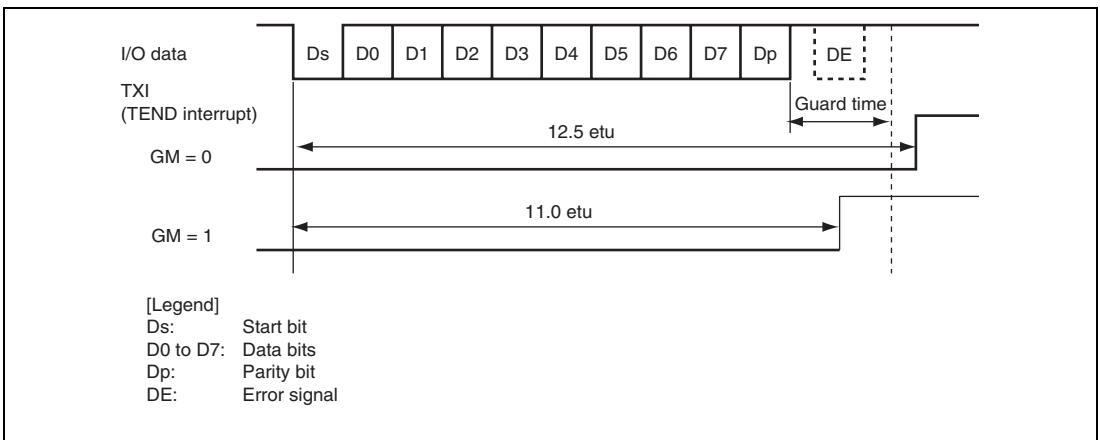 I/O data
Ds D0 D1 D2 D3 D4 D5 D6 D7 Dp DE
TXI
(TEND interrupt)
Guard time
12.5 etu
GM = 0
11.0 etu
GM = 1
[Legend]
Ds: Start bit
D0 to D7: Data bits
Dp: Parity bit
DE: Error signal